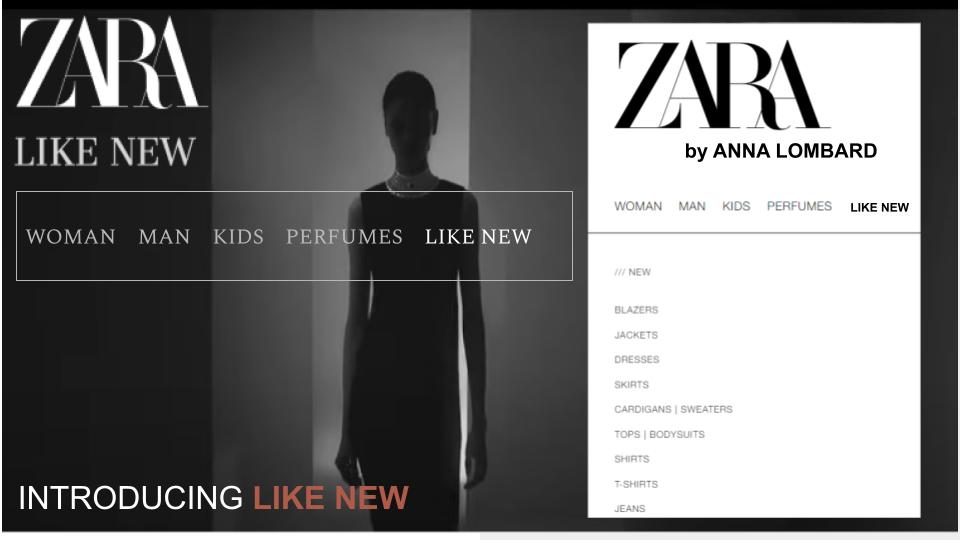 ZARA
LIKE NEW
WOMAN MAN KIDS PERFUMES LIKE NEW
INTRODUCING LIKE NEW
ZARA
by ANNA LOMBARD
WOMAN MAN KIDS PERFUMES LIKE NEW
/// NEW
BLAZERS
JACKETS
DRESSES
SKIRTS
CARDIGANS | SWEATERS
TOPS | BODYSUITS
SHIRTS
T-SHIRTS
JEANS